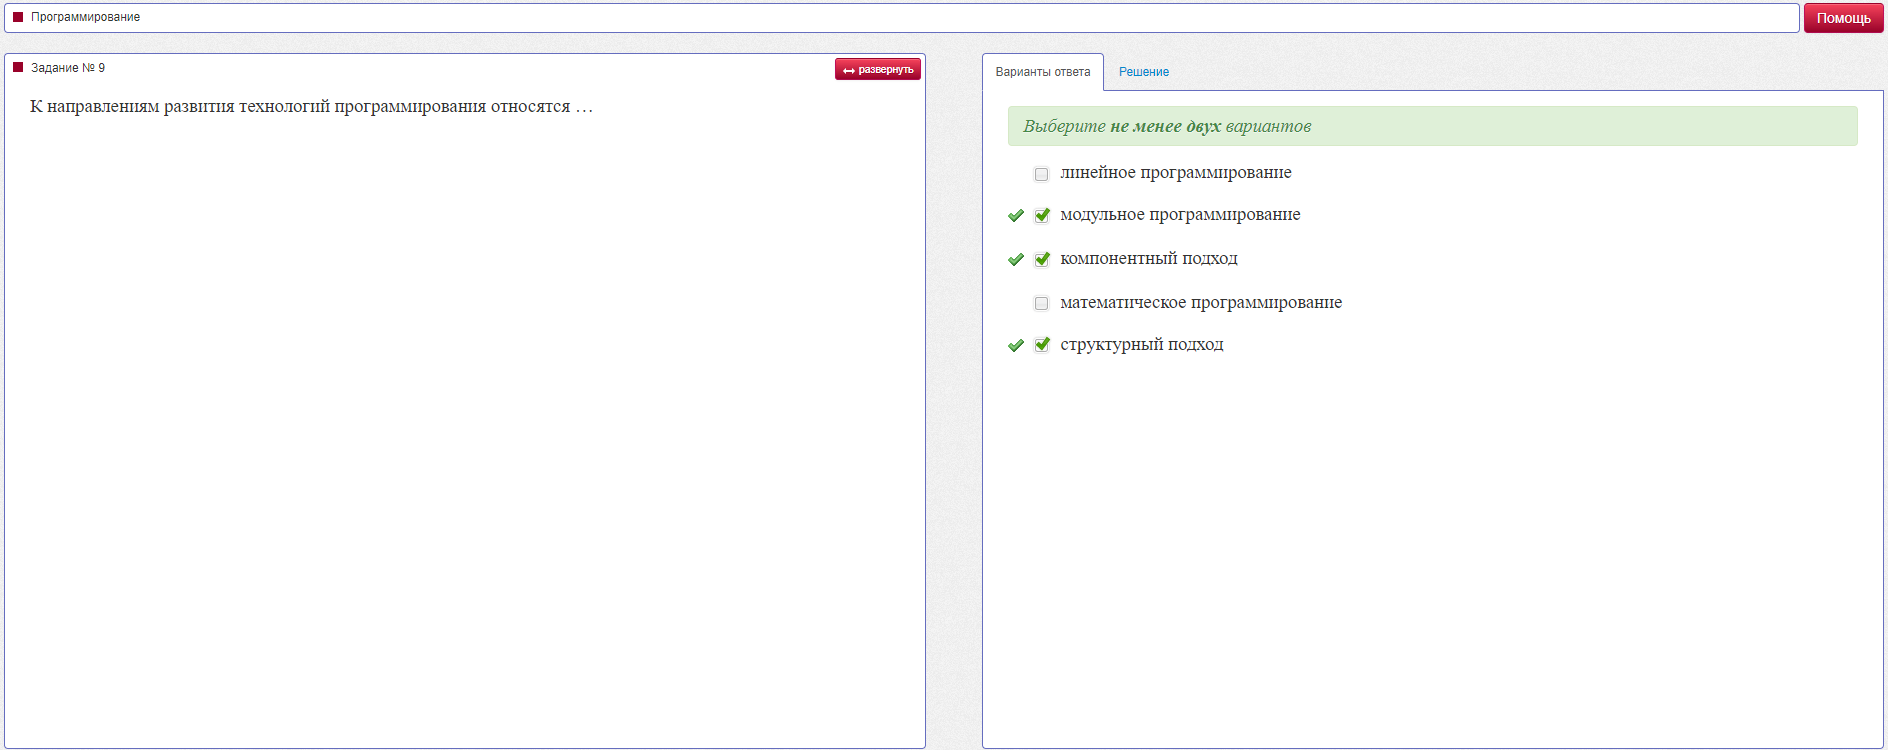 Программирование
Помощь
Задание № 9
развернуть
К направлениям развития технологий программирования относятся …
Варианты ответа
Решение
Выберите не менее двух вариантов
линейное программирование
модульное программирование
компонентный подход
математическое программирование
структурный подход